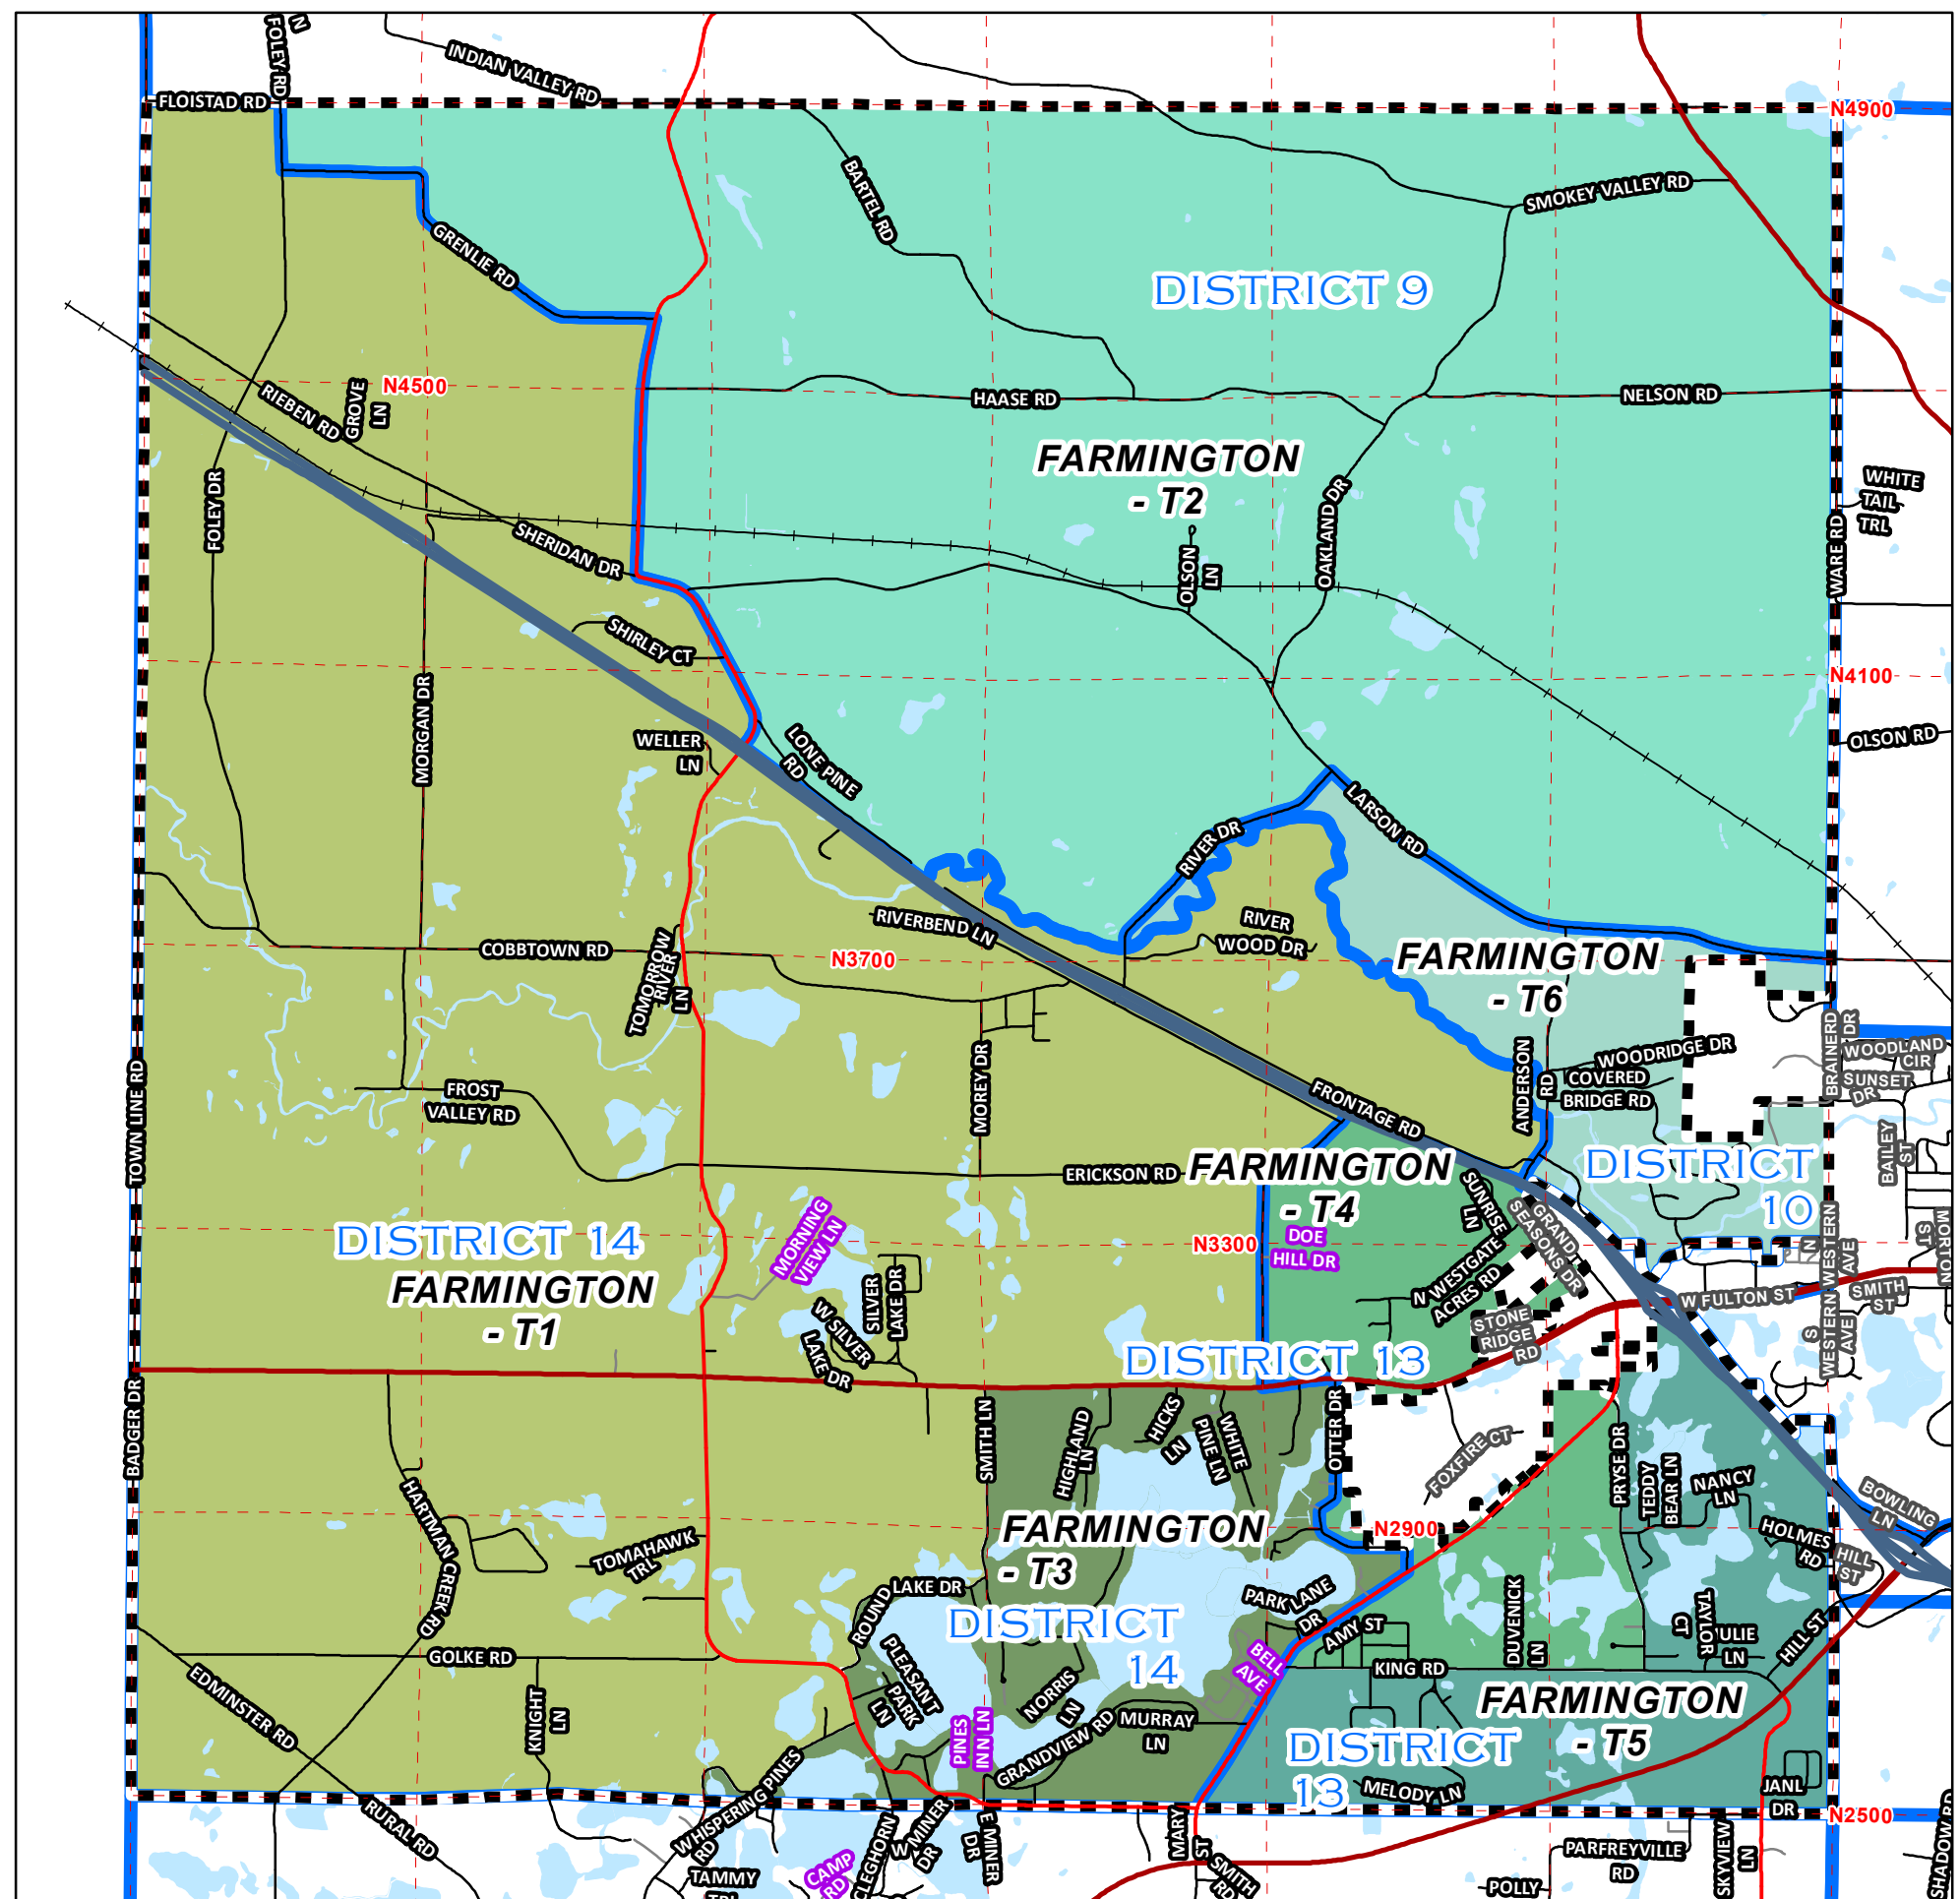 FOLEY RD
LN
INDIAN VALLEY RD
FLOISTAD RD
N4900
BARTEL RD
SMOKEY VALLEY RD
GRENLIE RD
DISTRICT 9
RIEBEN RD
GROVE
LN
N4500
HAASE RD
NELSON RD
FARMINGTON
- T2
WHITE
TAIL
TRL
FOLEY DR
SHERIDAN DR
OLSON
LN
OAKLAND DR
WARE RD
SHIRLEY CT
N4100
MORGAN DR
WELLER
LN
LONE PINE
RD
OLSON RD
RIVER DR
LARSON RD
RIVERBEND LN
RIVER
WOOD DR
COBBTOWN RD
TOMORROW
RIVER
LN
N3700
FARMINGTON
- T6
TOWN LINE RD
FROST
VALLEY RD
MOREY DR
FRONTAGE RD
ANDERSON
RD
WOODRIDGE DR
COVERED
BRIDGE RD
BRAINERD
DR
WOODLAND
CIR
SUNSET
DR
BAILEY
ST
ERICKSON RD
FARMINGTON
- T4
DISTRICT
10
DISTRICT 14
FARMINGTON
- T1
MORNING
VIEW LN
N3300
DOE
HILL DR
SUNRISE
LN
GRAND
SEASONS DR
N WESTGATE
ACRES RD
STONE
RIDGE
RD
W FULTON ST
N
WESTERN
AVE
S
WESTERN
AVE
SMITH
ST
MORTON
ST
SILVER
LAKE DR
W SILVER
LAKE DR
DISTRICT 13
BADGER DR
HARTMAN CREEK RD
SMITH LN
HIGHLAND
LN
HICKS
LN
WHITE
PINE LN
OTTER DR
FOXFIRE CT
PRYSE DR
TEDDY
BEAR LN
NANCY
LN
BOWLING
LN
HOLMES
RD
HILL
ST
N2900
FARMINGTON
- T3
TOMAHAWK
TRL
ROUND
LAKE DR
PARK LANE
DR
AMY ST
DISTRICT
14
BELL
AVE
DUVENICK
LN
TAYLOR
CT
JULIE
LN
HILL ST
GOLKE RD
KING RD
EDMINSTER RD
KNIGHT
LN
PLEASANT
PARK
LN
NORRIS
LN
PINES
INN LN
GRANDVIEW RD
MURRAY
LN
FARMINGTON
- T5
DISTRICT
13
MELODY LN
JANL
DR
N2500
RURAL RD
WHISPERING PINES
RD
TAMMY
TRL
CAMP
RD
CLEGHORN
W MINER
DR
E MINER
DR
MARY
ST
SMITH
RD
PARFREYVILLE
RD
POLLY
SKYVIEW
LN
SHADOW RD